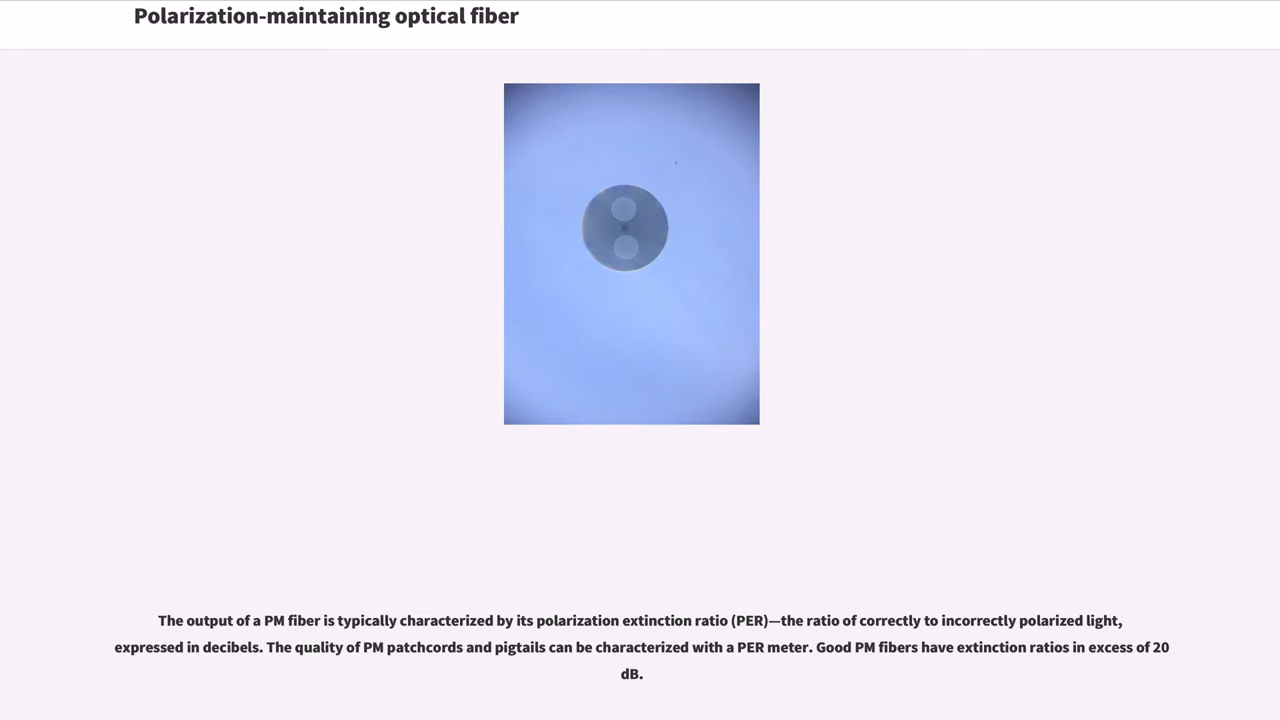 Polarization-maintaining optical fiber
The output of a PM fiber is typically characterized by its polarization extinction ratio (PER)—the ratio of correctly to incorrectly polarized light,
expressed in decibels. The quality of PM patchcords and pigtails can be characterized with a PER meter. Good PM fibers have extinction ratios in excess of 20
dB.